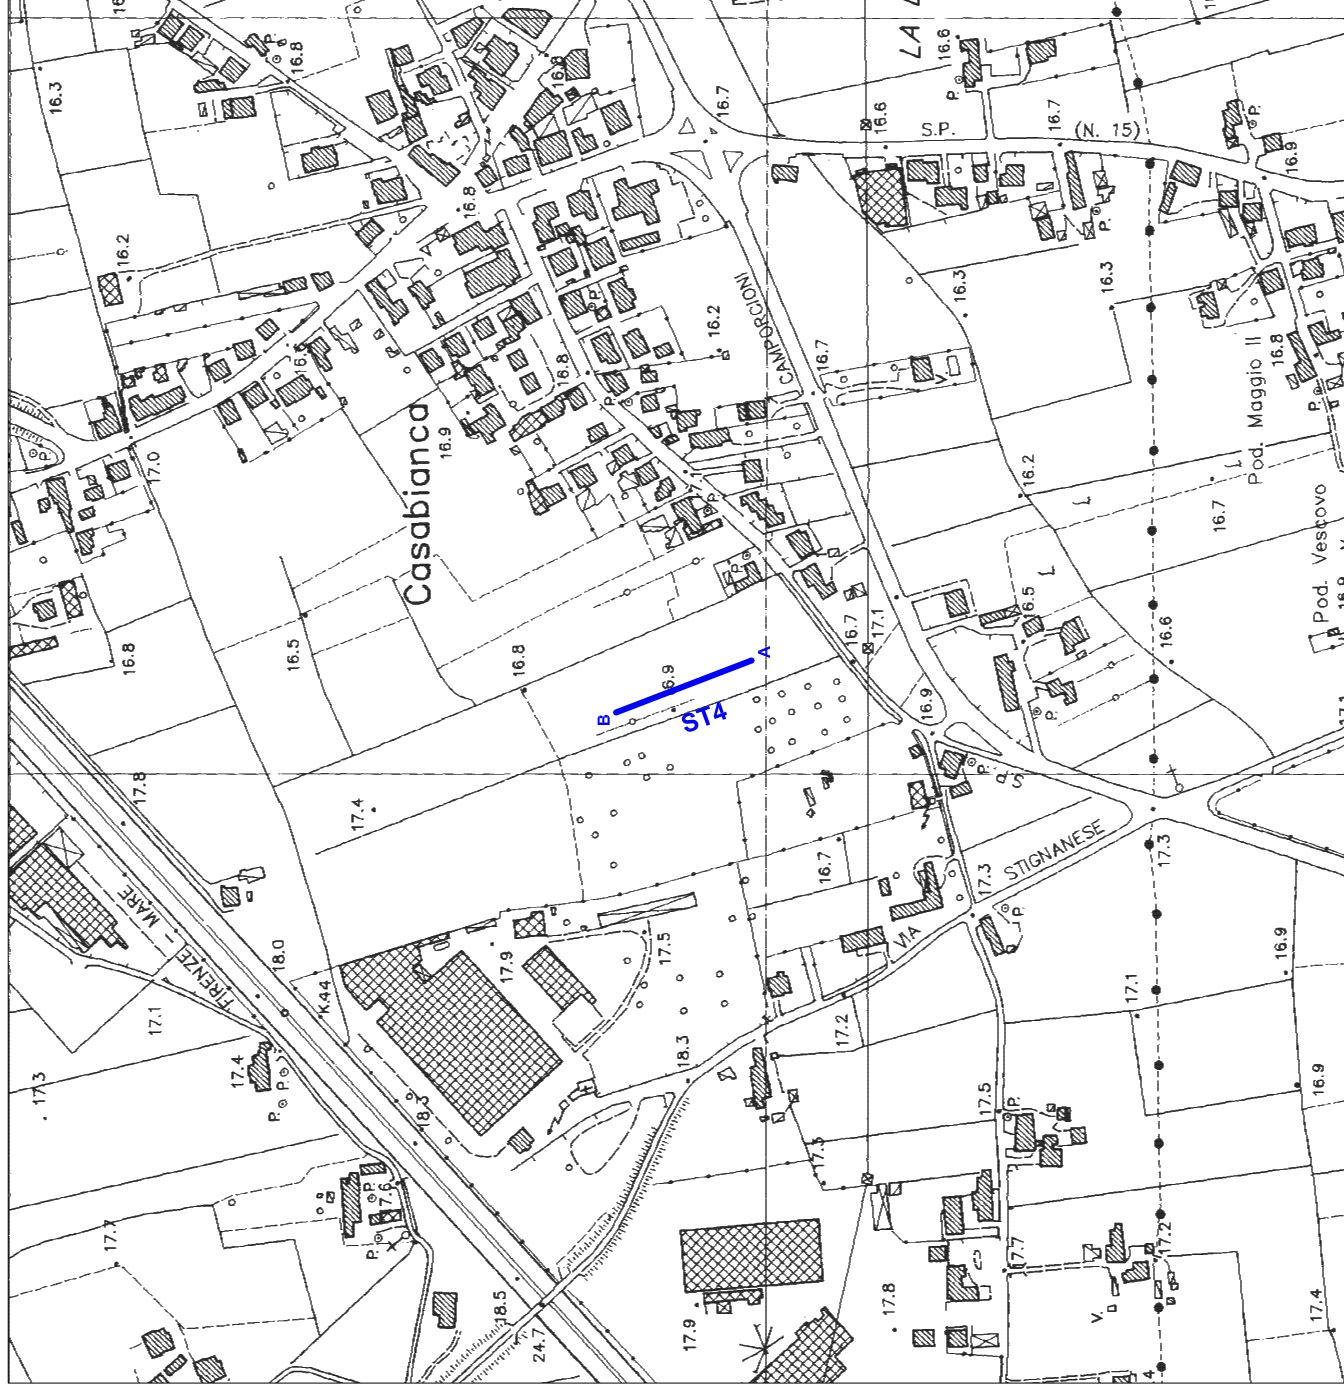 16.3
P.
16.8
16.8
16.7
16.6
LA
16.6
P.
S.P.
16.7
(N. 15)
P.
16.9
16.2
16.8
P.
16.3
16.3
P.
16.2
CAMPORCIONI
16.7
16.8
P.
V.
16.8
Pod. Maggio II
P.
17.0
P.
Casabianca
16.9
P.
16.2
16.7
Pod. Vescovo
16.9
P.
16.8
16.5
16.8
16.7
17.1
16.5
16.6
6.9
A
B
ST4
16.9
P.
P.
d
S
17.8
17.4
16.7
17.3
STIGNANESE
17.3
FIRENZE - MARE
18.0
K.44
17.9
17.5
VIA
P.
17.1
16.9
17.1
17.2
18.3
17.3
17.4
P.
P.
18.3
17.5
P.
16.9
17.3
17.7
P.
17.6
P.
17.7
17.2
V.
18.5
24.7
17.9
17.8
17.4
4